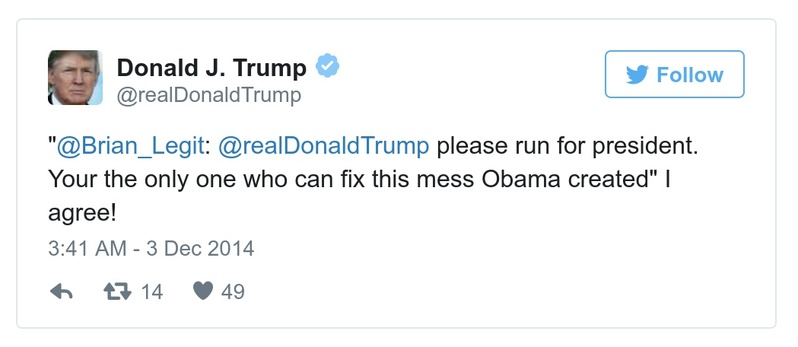 Donald J. Trump
@realDonaldTrump
Follow
"@Brian_Legit: @realDonaldTrump please run for president.
Your the only one who can fix this mess Obama created" I
agree!
3:41 AM - 3 Dec 2014
14 49